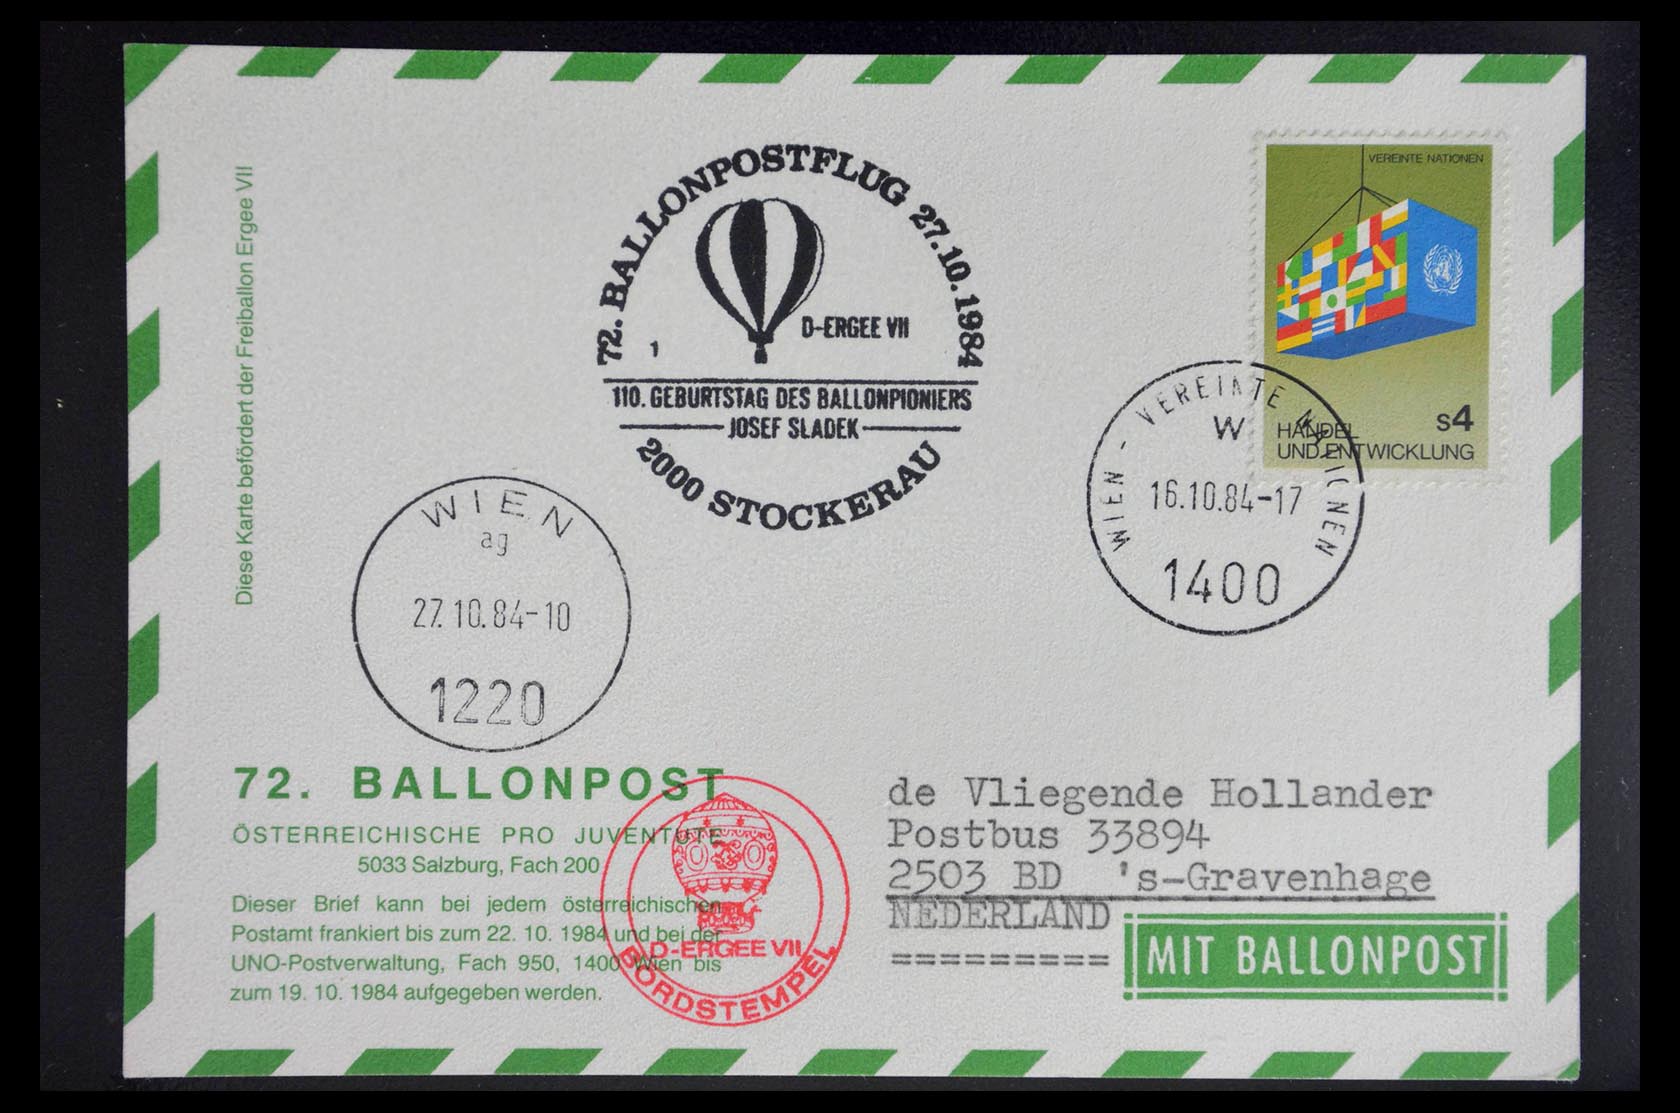 Diese Karte befördert der Freiballon Ergee VII
72. BALLONPOSTFLUG 27.10.1984
D-ERGEE VII
1
110. GEBURTSTAG DES BALLONPIONIERS
JOSEF SLADEK
2000 STOCKERAU
VEREINTE NATIONEN
s4
HANDEL
UND ENTWICKLUNG
WIEN - VEREINTE NATIONEN
W
16.10.84-17
1400
WIEN
ag
27.10.84-10
1220
72. BALLONPOST
ÖSTERREICHISCHE PRO JUVENTUTE
5033 Salzburg, Fach 200
Dieser Brief kann bei jedem österreichischen
Postamt frankiert bis zum 22. 10. 1984 und bei der
UNO-Postverwaltung, Fach 950, 1400 Wien bis
zum 19. 10. 1984 aufgegeben werden.
D-ERGEE VII
BORDSTEMPEL
de Vliegende Hollander
Postbus 33894
2503 BD 's-Gravenhage
NEDERLAND
=========
MIT BALLONPOST